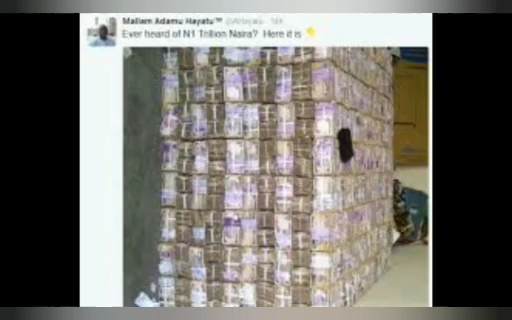 Mallam Adamu Hayatu™
Ever heard of N1 Trillion Naira? Here it is 👇